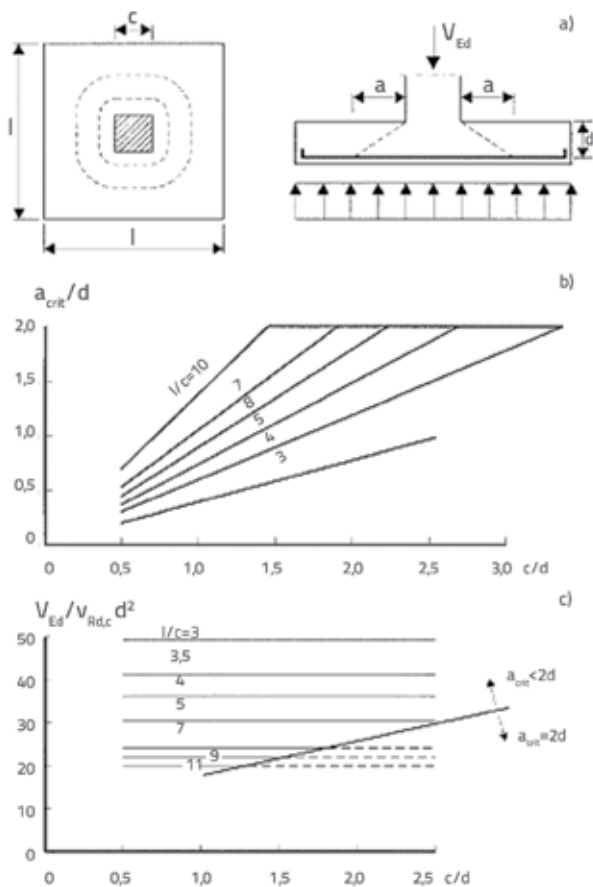 c
a)
V_Ed
a
a
d
l
l
b)
a_crit/d
2,0
1,5
1,0
0,5
0
l/c=10
7
8
5
4
3
0
0,5
1,0
1,5
2,0
2,5
3,0
c/d
c)
V_Ed/v_Rd,c d²
50
40
30
20
10
0
l/c=3
3,5
4
5
7
9
11
a_crit<2d
a_crit=2d
0
0,5
1,0
1,5
2,0
2,5
c/d